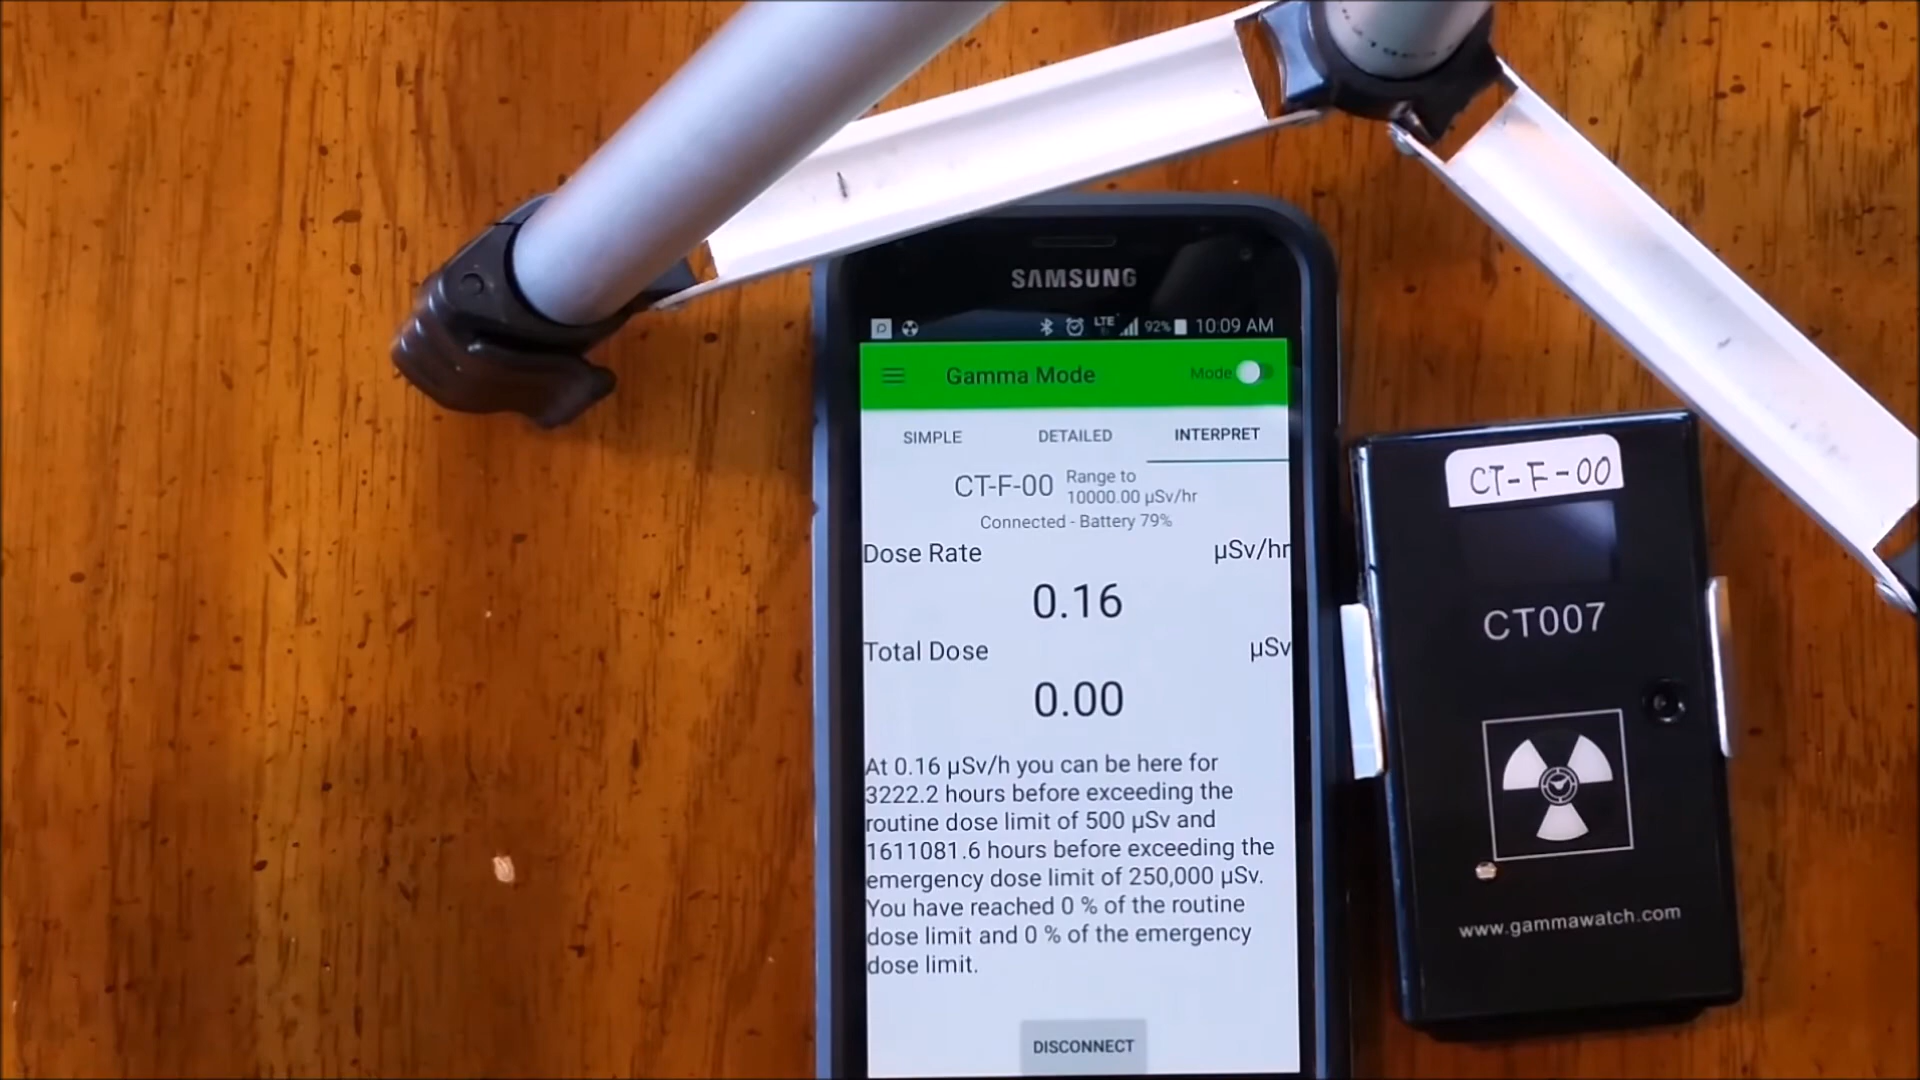 SAMSUNG
LTE 92% 10:09 AM
Gamma Mode Mode
SIMPLE DETAILED INTERPRET
CT-F-00 Range to
10000.00 µSv/hr
Connected - Battery 79%
Dose Rate µSv/hr
0.16
Total Dose µSv
0.00
At 0.16 µSv/h you can be here for
3222.2 hours before exceeding the
routine dose limit of 500 µSv and
1611081.6 hours before exceeding the
emergency dose limit of 250,000 µSv.
You have reached 0 % of the routine
dose limit and 0 % of the emergency
dose limit.
DISCONNECT
CT-F-00
CT007
www.gammawatch.com